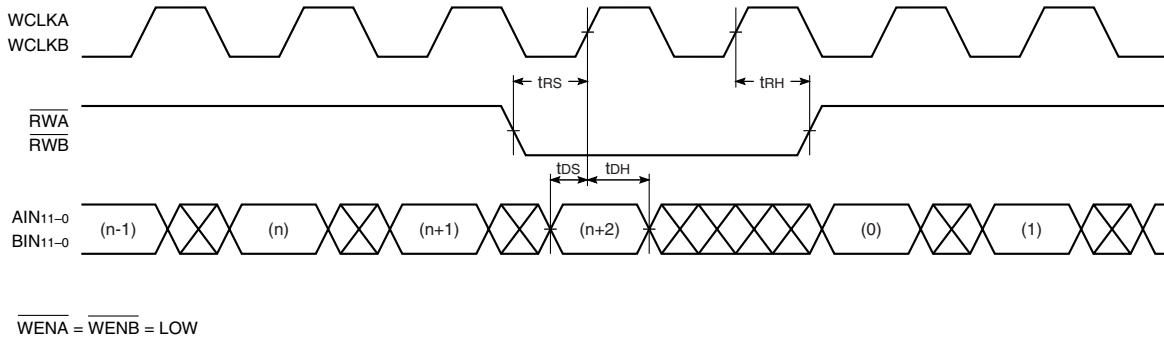 WCLKA
WCLKB
tRS
tRH
RWA
RWB
tDS
tDH
AIN11–0
BIN11–0
(n-1)
(n)
(n+1)
(n+2)
(0)
(1)
WENA = WENB = LOW